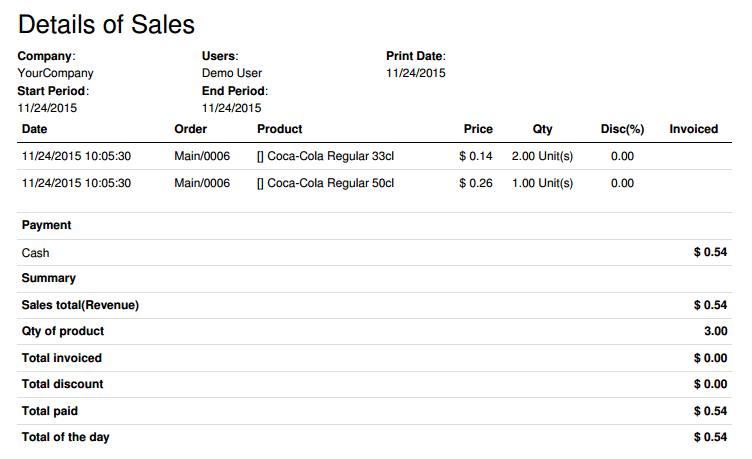 Details of Sales
Company: Users: Print Date:
YourCompany Demo User 11/24/2015
Start Period: End Period:
11/24/2015 11/24/2015
Date Order Product Price Qty Disc(%) Invoiced
11/24/2015 10:05:30 Main/0006 [] Coca-Cola Regular 33cl $ 0.14 2.00 Unit(s) 0.00
11/24/2015 10:05:30 Main/0006 [] Coca-Cola Regular 50cl $ 0.26 1.00 Unit(s) 0.00
Payment
Cash $ 0.54
Summary
Sales total(Revenue) $ 0.54
Qty of product 3.00
Total invoiced $ 0.00
Total discount $ 0.00
Total paid $ 0.54
Total of the day $ 0.54